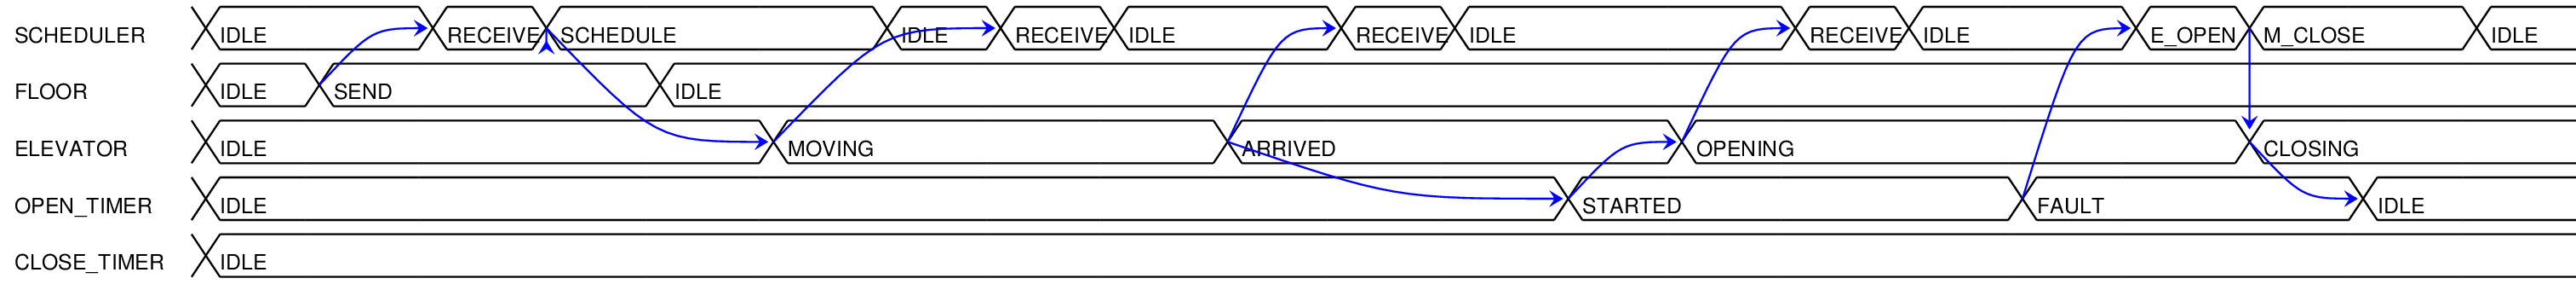 SCHEDULER IDLE RECEIVE SCHEDULE IDLE RECEIVE IDLE RECEIVE IDLE RECEIVE IDLE E_OPEN M_CLOSE IDLE
FLOOR IDLE SEND IDLE
ELEVATOR IDLE MOVING ARRIVED OPENING CLOSING
OPEN_TIMER IDLE STARTED FAULT IDLE
CLOSE_TIMER IDLE